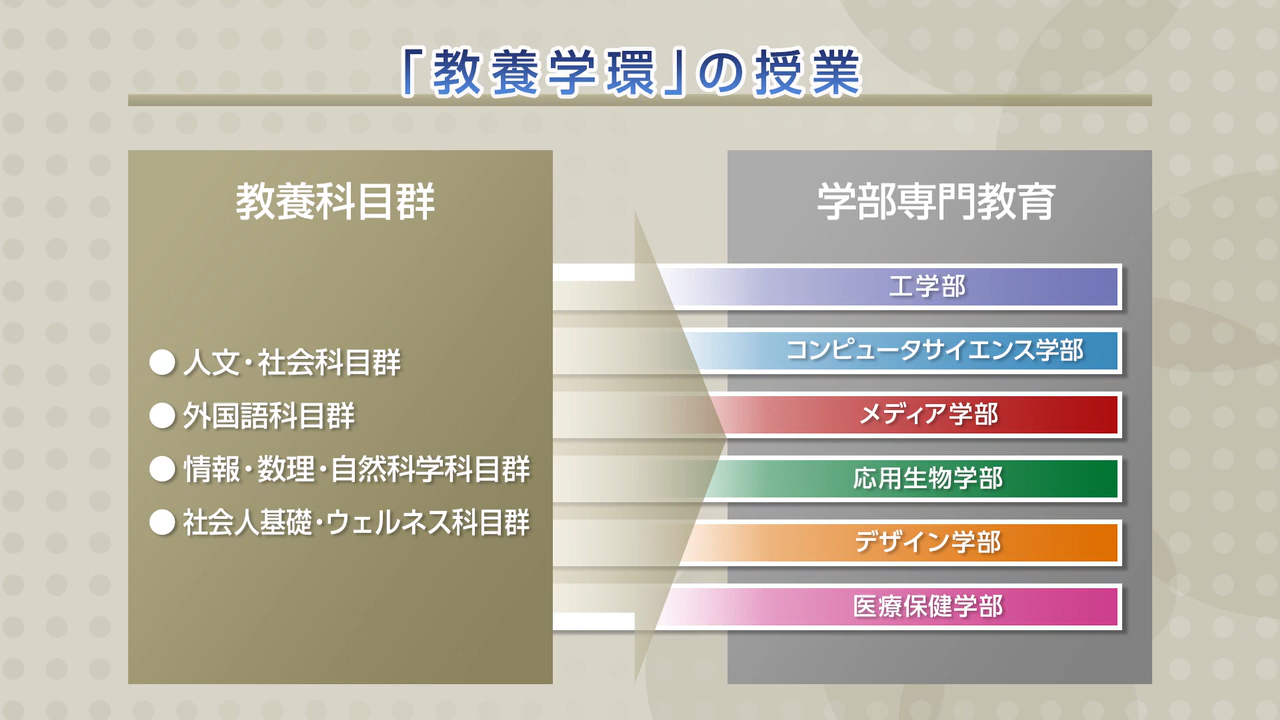 「教養学環」の授業
教養科目群
● 人文・社会科目群
● 外国語科目群
● 情報・数理・自然科学科目群
● 社会人基礎・ウェルネス科目群
学部専門教育
工学部
コンピュータサイエンス学部
メディア学部
応用生物学部
デザイン学部
医療保健学部